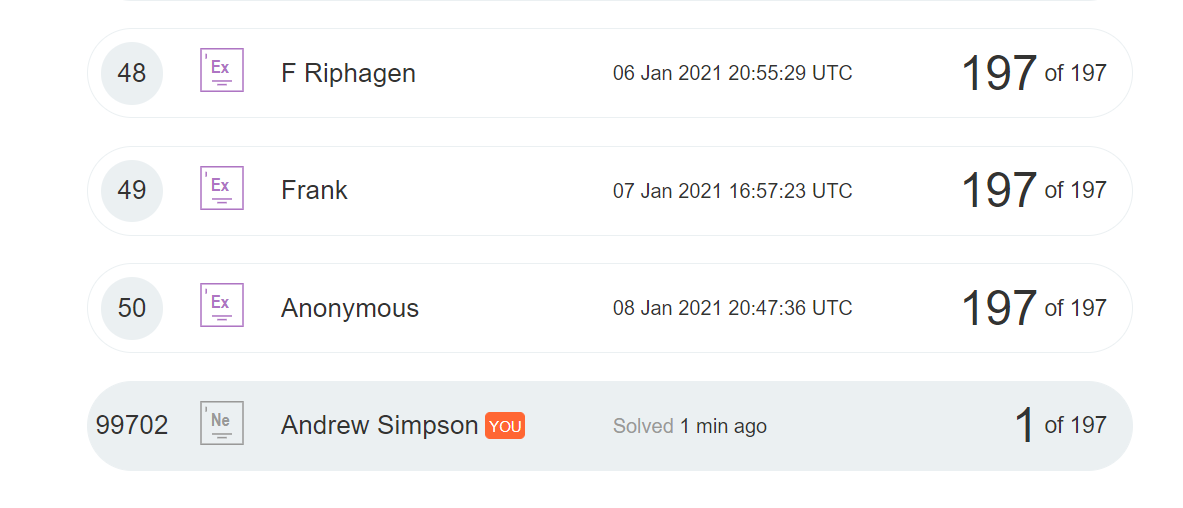 48 Ex F Riphagen 06 Jan 2021 20:55:29 UTC 197 of 197
49 Ex Frank 07 Jan 2021 16:57:23 UTC 197 of 197
50 Ex Anonymous 08 Jan 2021 20:47:36 UTC 197 of 197
99702 Ne Andrew Simpson YOU Solved 1 min ago 1 of 197